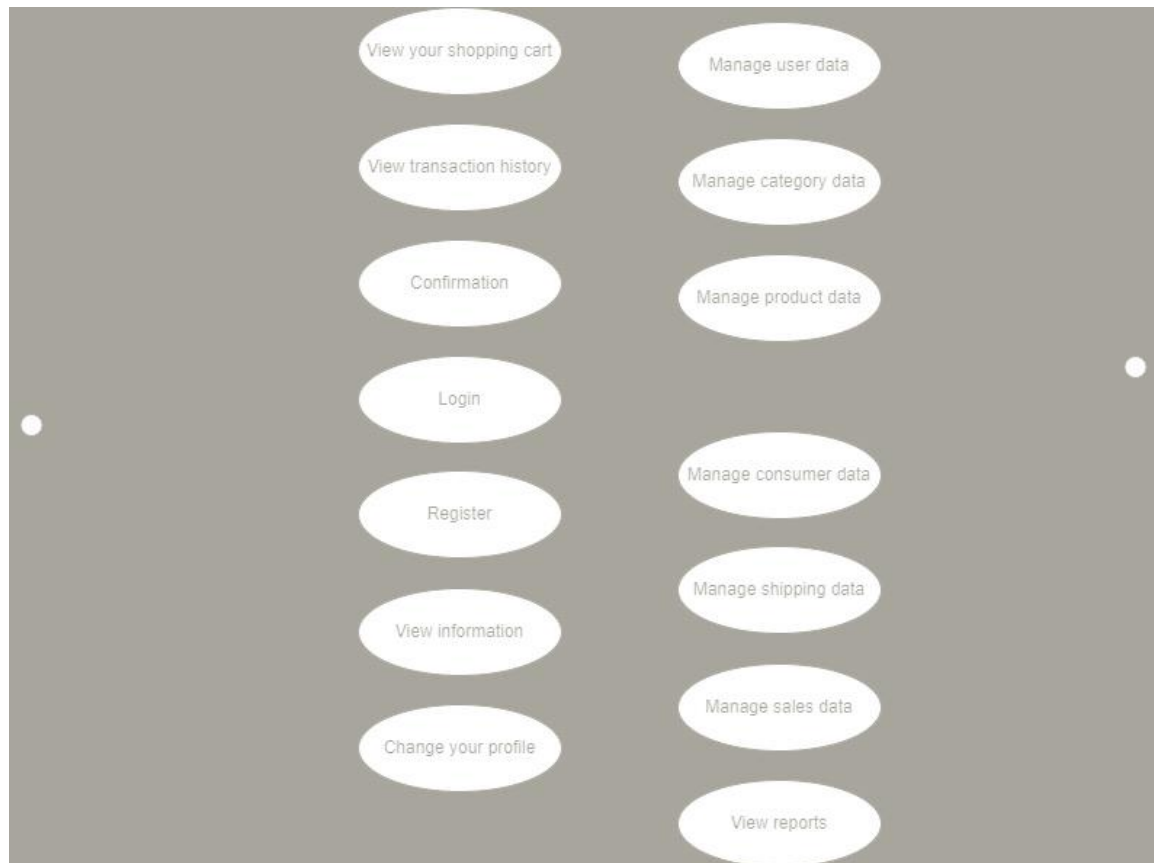 View your shopping cart
View transaction history
Confirmation
Login
Register
View information
Change your profile
Manage user data
Manage category data
Manage product data
Manage consumer data
Manage shipping data
Manage sales data
View reports